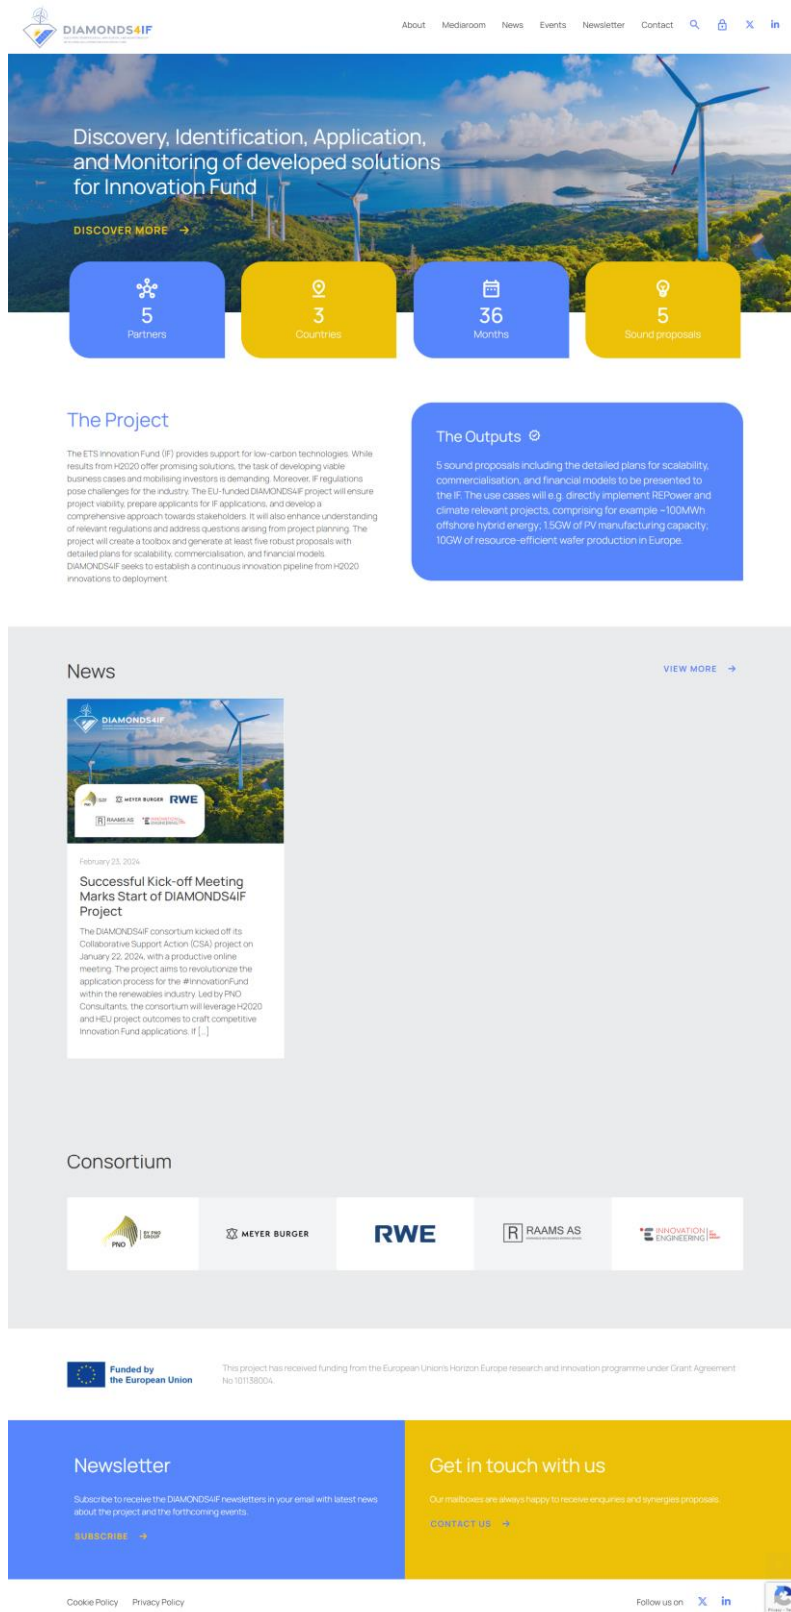 DIAMONDS4IF
About Mediaroom News Events Newsletter Contact
Discovery, Identification, Application,
and Monitoring of developed solutions
for Innovation Fund
DISCOVER MORE
5
Partners
3
Countries
36
Months
5
Sound proposals
The Project
The ETS Innovation Fund (IF) provides support for low-carbon technologies. While
results from H2020 offer promising solutions, the task of developing viable
business cases and mobilising investors is demanding. Moreover, IF regulations
pose challenges for the industry. The EU-funded DIAMONDS4IF project will ensure
project viability, prepare applicants for IF applications, and develop a
comprehensive approach towards stakeholders. It will also enhance understanding
of relevant regulations and address questions arising from project planning. The
project will create a toolbox and generate at least five robust proposals with
detailed plans for scalability, commercialisation, and financial models.
DIAMONDS4IF seeks to establish a continuous innovation pipeline from H2020
innovations to deployment.
The Outputs
5 sound proposals including the detailed plans for scalability,
commercialisation, and financial models to be presented to
the IF. The use cases will e.g. directly implement REPower and
climate relevant projects, comprising for example ~100MWh
offshore hybrid energy; 1.5GW of PV manufacturing capacity;
10GW of resource-efficient wafer production in Europe.
News
VIEW MORE
DIAMONDS4IF
PNO MEYER BURGER RWE
RAAMS AS INNOVATION ENGINEERING
February 23, 2024
Successful Kick-off Meeting
Marks Start of DIAMONDS4IF
Project
The DIAMONDS4IF consortium kicked off its
Collaborative Support Action (CSA) project on
January 22, 2024, with a productive online
meeting. The project aims to revolutionize the
application process for the #InnovationFund
within the renewables industry. Led by PNO
Consultants, the consortium will leverage H2020
and HEU project outcomes to craft competitive
Innovation Fund applications. If [...]
Consortium
PNO BY PNO GROUP
MEYER BURGER
RWE
RAAMS AS
INNOVATION
ENGINEERING
Funded by
the European Union
This project has received funding from the European Union's Horizon Europe research and innovation programme under Grant Agreement
No 101138004.
Newsletter
Subscribe to receive the DIAMONDS4IF newsletters in your email with latest news
about the project and the forthcoming events.
SUBSCRIBE
Get in touch with us
Our mailboxes are always happy to receive enquiries and synergies proposals.
CONTACT US
Cookie Policy Privacy Policy
Follow us on